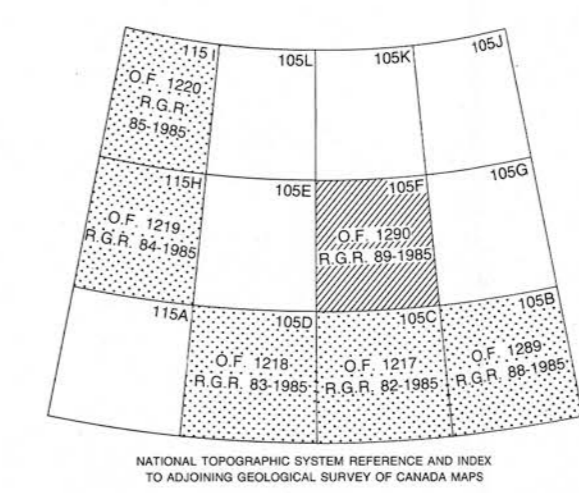 115 I
O.F. 1220
R.G.R.
85-1985
105L
105K
105J
115H
O.F. 1219
R.G.R. 84-1985
105E
105F
O.F. 1290
R.G.R. 89-1985
105G
115A
105D
O.F. 1218
R.G.R. 83-1985
105C
O.F. 1217
R.G.R. 82-1985
105B
O.F. 1289
R.G.R. 88-1985
NATIONAL TOPOGRAPHIC SYSTEM REFERENCE AND INDEX
TO ADJOINING GEOLOGICAL SURVEY OF CANADA MAPS